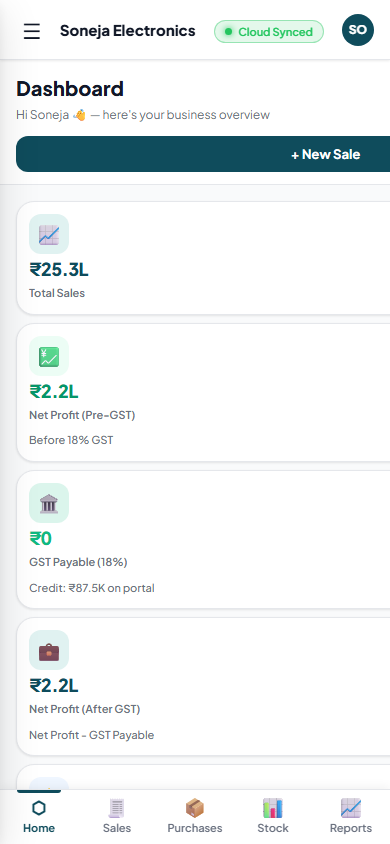 Soneja Electronics
Cloud Synced
SO
Dashboard
Hi Soneja 👋 — here's your business overview
+ New Sale
₹25.3L
Total Sales
₹2.2L
Net Profit (Pre-GST)
Before 18% GST
₹0
GST Payable (18%)
Credit: ₹87.5K on portal
₹2.2L
Net Profit (After GST)
Net Profit - GST Payable
Home
Sales
Purchases
Stock
Reports